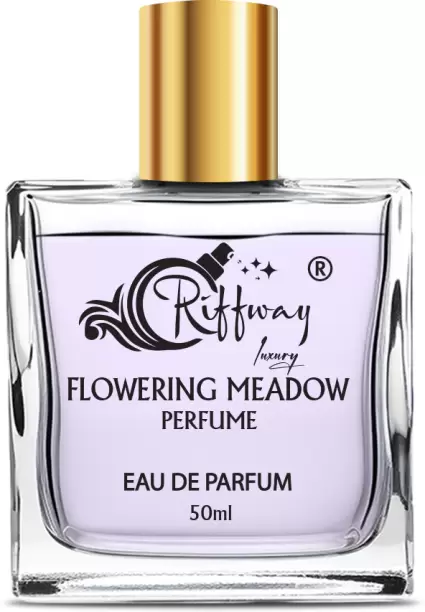 Riffway ®
luxury
FLOWERING MEADOW
PERFUME
EAU DE PARFUM
50ml